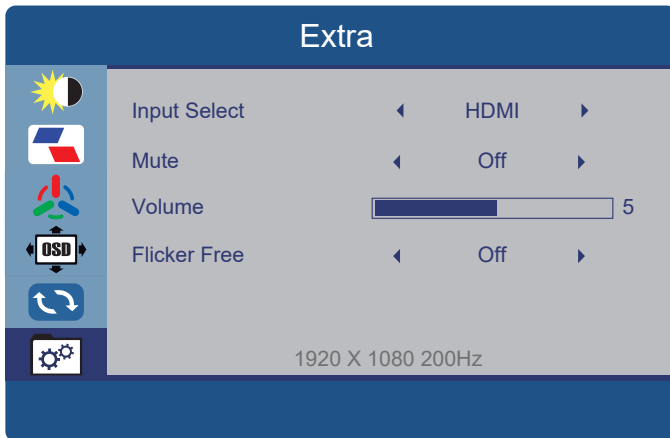 Extra
Input Select HDMI
Mute Off
Volume 5
OSD
Flicker Free Off
1920 X 1080 200Hz